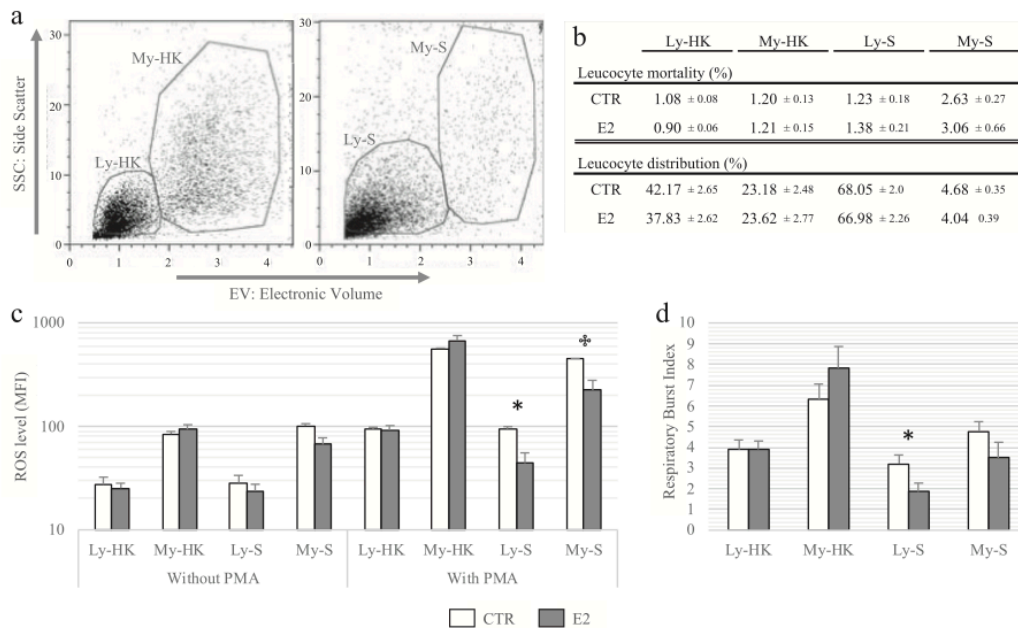 a
SSC: Side Scatter
30
20
10
0
My-HK
Ly-HK
0 1 2 3 4
30
20
10
0
My-S
Ly-S
0 1 2 3 4
EV: Electronic Volume
b
Ly-HK My-HK Ly-S My-S
Leucocyte mortality (%)
CTR 1.08 ± 0.08 1.20 ± 0.13 1.23 ± 0.18 2.63 ± 0.27
E2 0.90 ± 0.06 1.21 ± 0.15 1.38 ± 0.21 3.06 ± 0.66
Leucocyte distribution (%)
CTR 42.17 ± 2.65 23.18 ± 2.48 68.05 ± 2.0 4.68 ± 0.35
E2 37.83 ± 2.62 23.62 ± 2.77 66.98 ± 2.26 4.04 0.39
c
ROS level (MFI)
1000
100
10
*
✢
Ly-HK My-HK Ly-S My-S Ly-HK My-HK Ly-S My-S
Without PMA With PMA
d
Respiratory Burst Index
10
9
8
7
6
5
4
3
2
1
0
*
Ly-HK My-HK Ly-S My-S
CTR E2